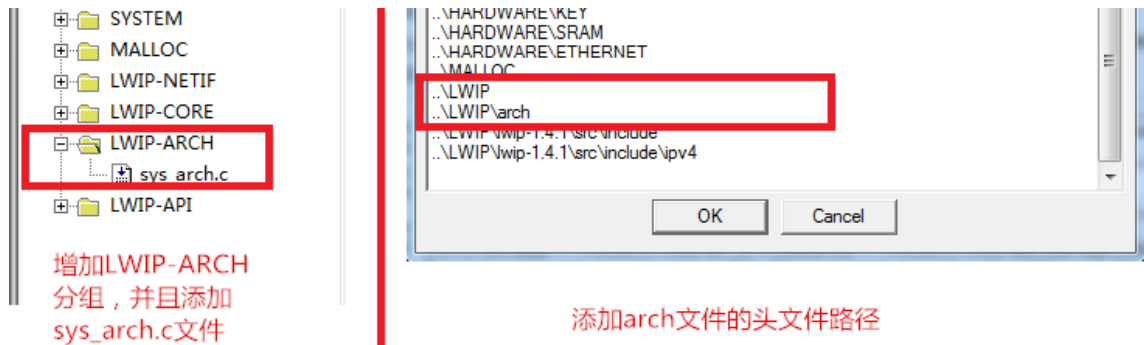 SYSTEM
MALLOC
LWIP-NETIF
LWIP-CORE
LWIP-ARCH
sys_arch.c
LWIP-API
增加LWIP-ARCH
分组，并且添加
sys_arch.c文件
..\HARDWARE\KEY
..\HARDWARE\SRAM
..\HARDWARE\ETHERNET
..\MALLOC
..\LWIP
..\LWIP\arch
..\LWIP\lwip-1.4.1\src\include
..\LWIP\lwip-1.4.1\src\include\ipv4
OK
Cancel
添加arch文件的头文件路径